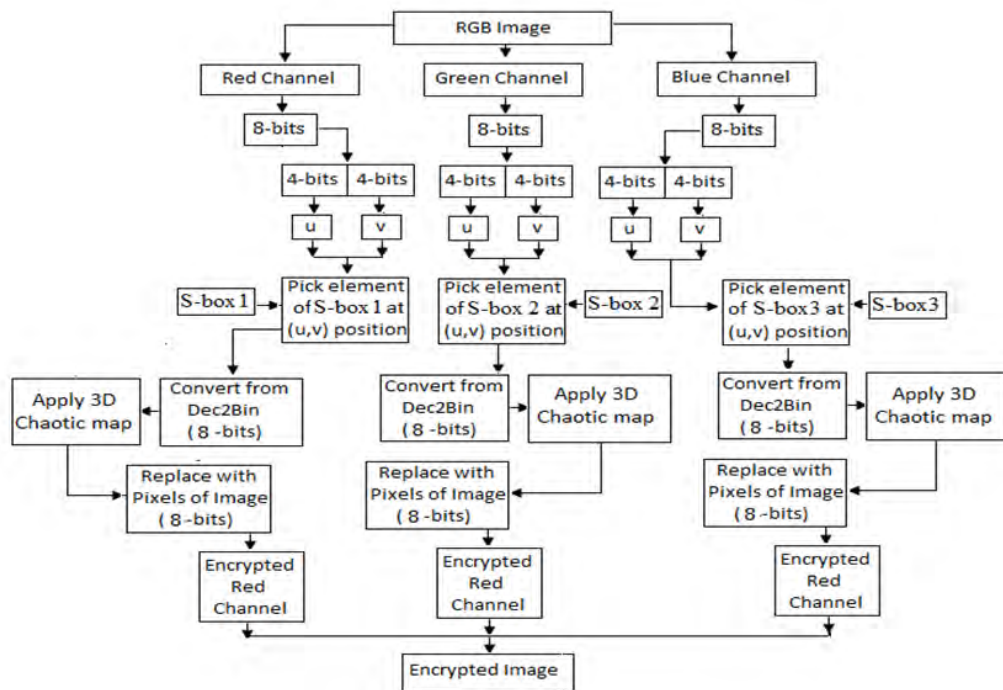 RGB Image
Red Channel
Green Channel
Blue Channel
8-bits
8-bits
8-bits
4-bits
4-bits
4-bits
4-bits
4-bits
4-bits
u
v
u
v
u
v
S-box 1
Pick element
of S-box 1 at
(u,v) position
Pick element
of S-box 2 at
(u,v) position
S-box 2
Pick element
of S-box3 at
(u,v) position
S-box3
Apply 3D
Chaotic map
Convert from
Dec2Bin
( 8 -bits)
Convert from
Dec2Bin
( 8 -bits)
Apply 3D
Chaotic map
Convert from
Dec2Bin
( 8 -bits)
Apply 3D
Chaotic map
Replace with
Pixels of Image
( 8 -bits)
Replace with
Pixels of Image
( 8 -bits)
Replace with
Pixels of Image
( 8 -bits)
Encrypted
Red
Channel
Encrypted
Red
Channel
Encrypted
Red
Channel
Encrypted Image